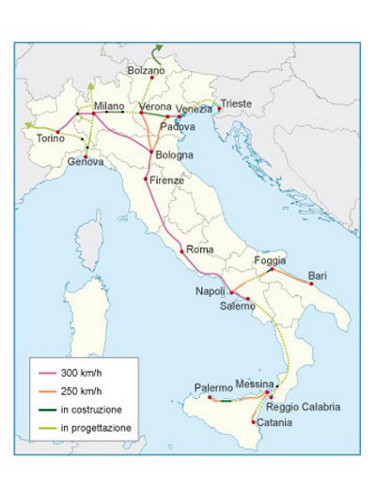 Bolzano
Milano
Verona
Venezia
Trieste
Padova
Torino
Genova
Bologna
Firenze
Roma
Foggia
Bari
Napoli
Salerno
Palermo
Messina
Reggio Calabria
Catania
300 km/h
250 km/h
in costruzione
in progettazione